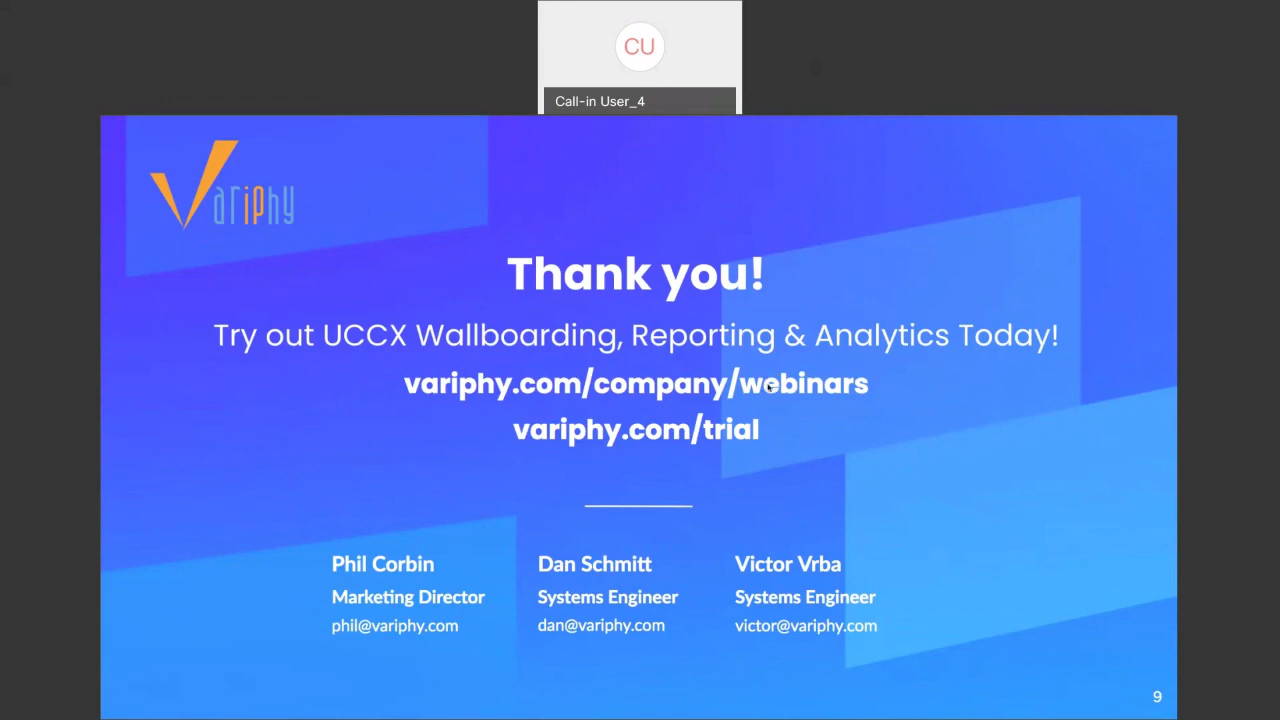 CU
Call-in User_4
Variphy
Thank you!
Try out UCCX Wallboarding, Reporting & Analytics Today!
variphy.com/company/webinars
variphy.com/trial
Phil Corbin
Marketing Director
phil@variphy.com
Dan Schmitt
Systems Engineer
dan@variphy.com
Victor Vrba
Systems Engineer
victor@variphy.com
9